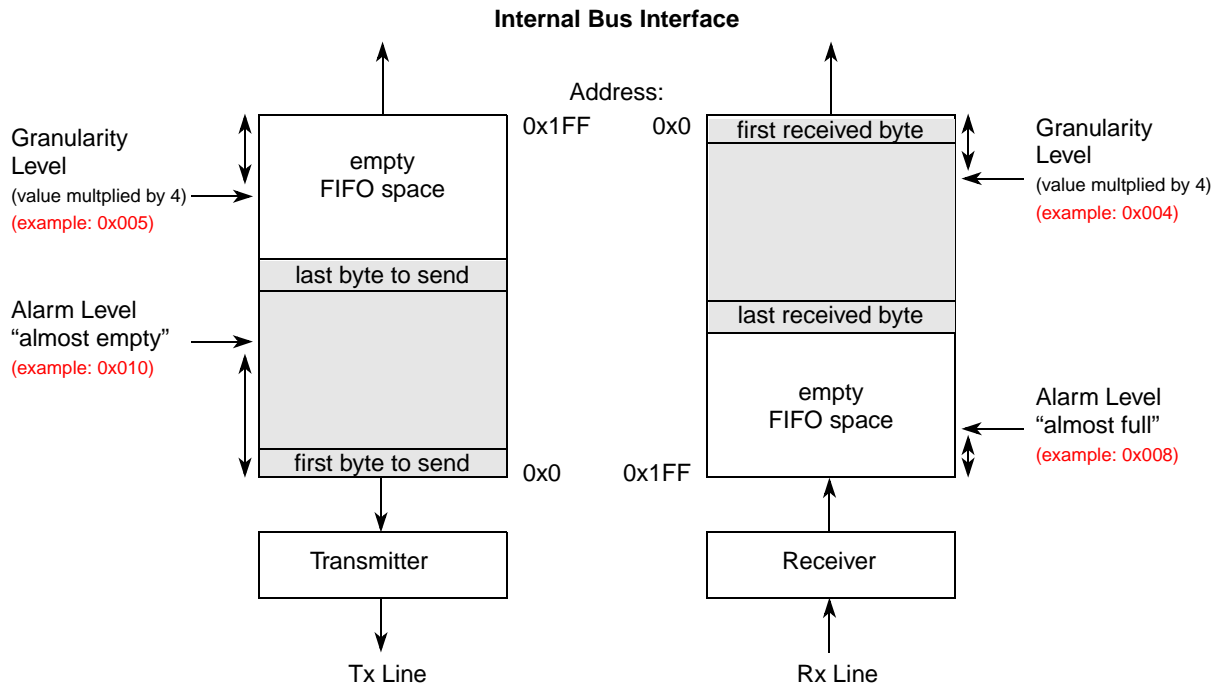 Internal Bus Interface
Address:
0x1FF
0x0
Granularity
Level
(value multplied by 4)
(example: 0x005)
empty
FIFO space
last byte to send
Alarm Level
“almost empty”
(example: 0x010)
first byte to send
0x0
0x1FF
Transmitter
Tx Line
first received byte
Granularity
Level
(value multplied by 4)
(example: 0x004)
last received byte
empty
FIFO space
Alarm Level
“almost full”
(example: 0x008)
Receiver
Rx Line